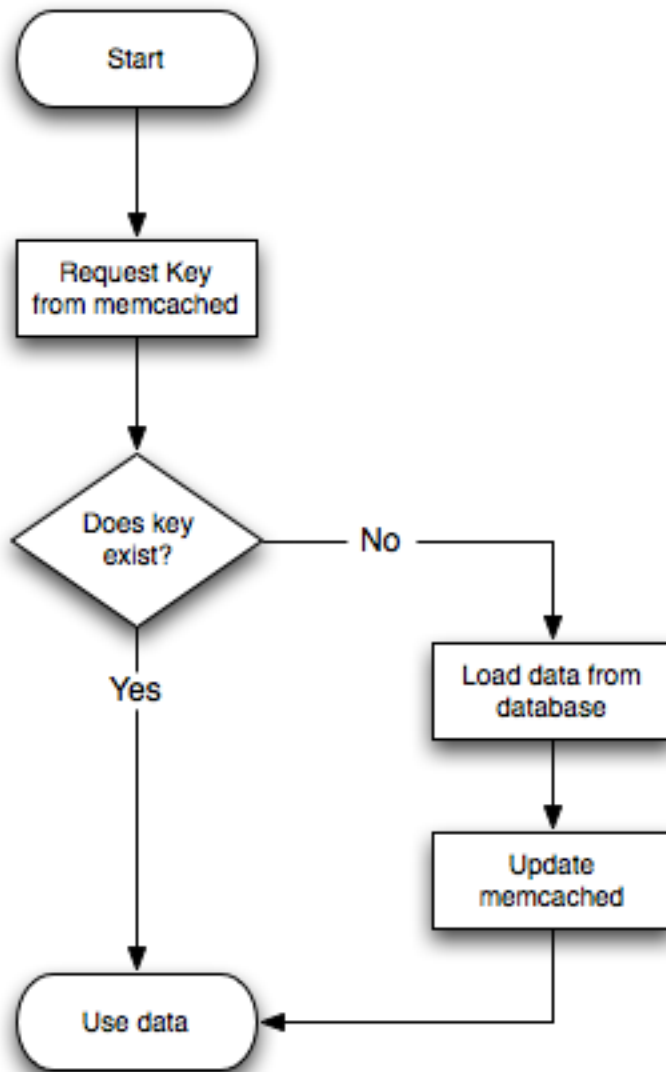 Start
Request Key
from memcached
Does key
exist?
No
Yes
Load data from
database
Update
memcached
Use data